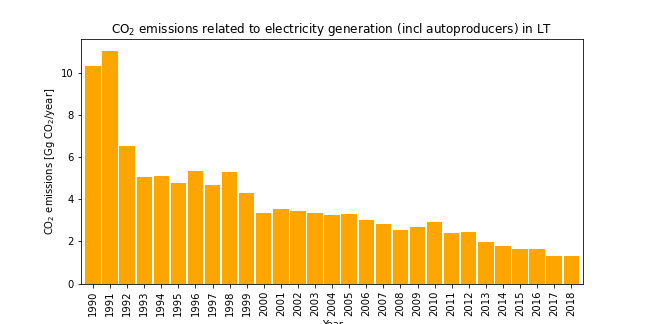 CO₂ emissions related to electricity generation (incl autoproducers) in LT
CO₂ emissions [Gg CO₂/year]
10
8
6
4
2
0
1990 1991 1992 1993 1994 1995 1996 1997 1998 1999 2000 2001 2002 2003 2004 2005 2006 2007 2008 2009 2010 2011 2012 2013 2014 2015 2016 2017 2018
Year